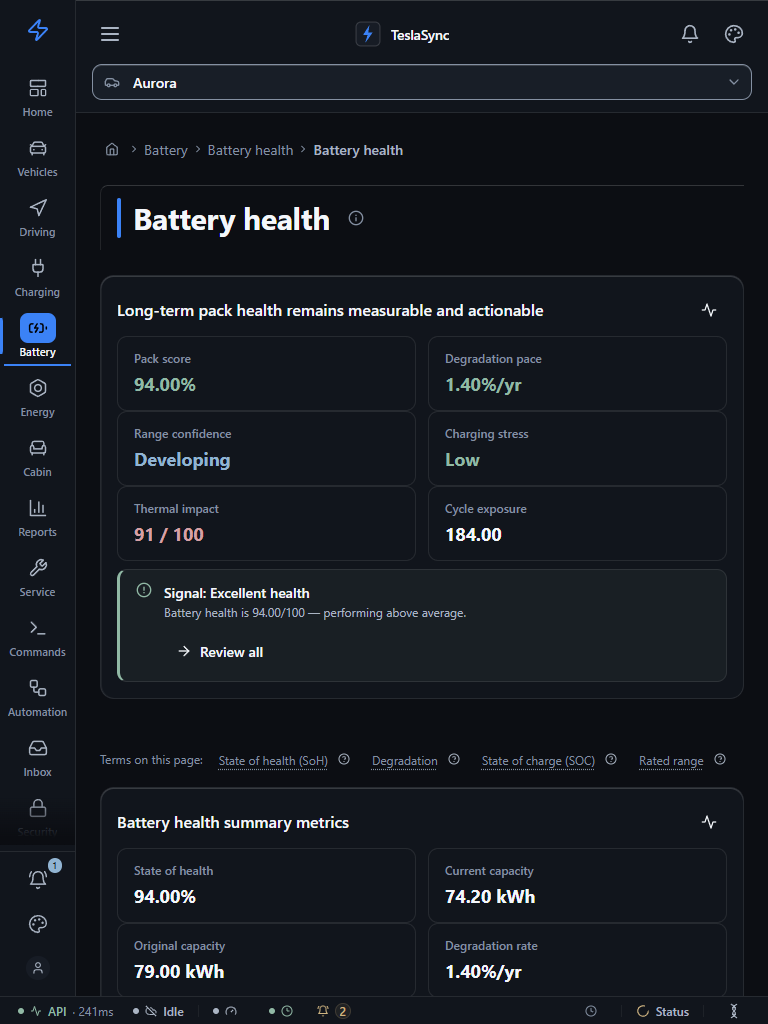 TeslaSync
Aurora
Home
Vehicles
Driving
Charging
Battery
Energy
Cabin
Reports
Service
Commands
Automation
Inbox
Security
1
Battery
Battery health
Battery health
Battery health
Long-term pack health remains measurable and actionable
Pack score
94.00%
Degradation pace
1.40%/yr
Range confidence
Developing
Charging stress
Low
Thermal impact
91 / 100
Cycle exposure
184.00
Signal: Excellent health
Battery health is 94.00/100 — performing above average.
Review all
Terms on this page: State of health (SoH) Degradation State of charge (SOC) Rated range
Battery health summary metrics
State of health
94.00%
Current capacity
74.20 kWh
Original capacity
79.00 kWh
Degradation rate
1.40%/yr
API · 241ms Idle 2 Status